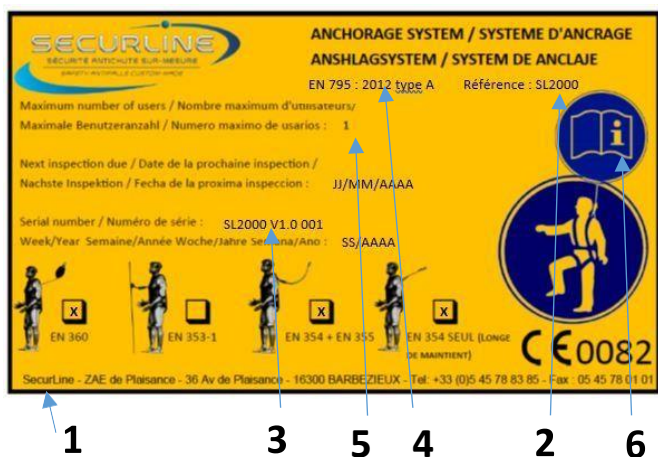 SECURLINE
SÉCURITÉ ANTICHUTE SUR-MESURE
SAFETY ANTIFALLS CUSTOM-MADE
ANCHORAGE SYSTEM / SYSTEME D'ANCRAGE
ANSHLAGSYSTEM / SYSTEM DE ANCLAJE
EN 795 : 2012 type A Référence : SL2000
Maximum number of users / Nombre maximum d'utilisateurs/
Maximale Benutzeranzahl / Numero maximo de usarios : 1
Next inspection due / Date de la prochaine inspection /
Nachste Inspektion / Fecha de la proxima inspeccion : JJ/MM/AAAA
Serial number / Numéro de série : SL2000 V1.0 001
Week/Year Semaine/Année Woche/Jahre Semana/Ano : SS/AAAA
i
X X X
EN 360 EN 353-1 EN 354 + EN 355 EN 354 SEUL (LONGE
DE MAINTIENT)
CE0082
SecurLine - ZAE de Plaisance - 36 Av de Plaisance - 16300 BARBEZIEUX - Tel: +33 (0)5 45 78 83 85 - Fax : 05 45 78 01 01
1 3 5 4 2 6